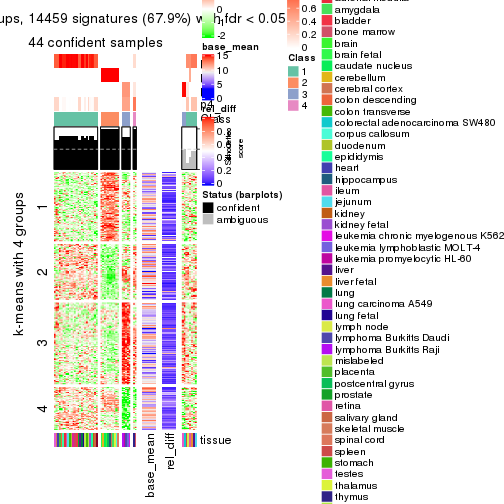 ups, 14459 signatures (67.9%) with fdr < 0.05
44 confident samples
0
-2
base_mean
15
10
5
0
rel_diff
0.2
0
Status (barplots)
confident
ambiguous
score
0.6
0.4
0.2
0
Class
1
2
3
4
k-means with 4 groups
1
2
3
4
base_mean
rel_diff
tissue
amygdala
bladder
bone marrow
brain
brain fetal
caudate nucleus
cerebellum
cerebral cortex
colon descending
colon transverse
colorectal adenocarcinoma SW480
corpus callosum
duodenum
epididymis
heart
hippocampus
ileum
jejunum
kidney
kidney fetal
leukemia chronic myelogenous K562
leukemia lymphoblastic MOLT-4
leukemia promyelocytic HL-60
liver
liver fetal
lung
lung carcinoma A549
lung fetal
lymph node
lymphoma Burkitts Daudi
lymphoma Burkitts Raji
mislabeled
placenta
postcentral gyrus
prostate
retina
salivary gland
skeletal muscle
spinal cord
spleen
stomach
testes
thalamus
thymus